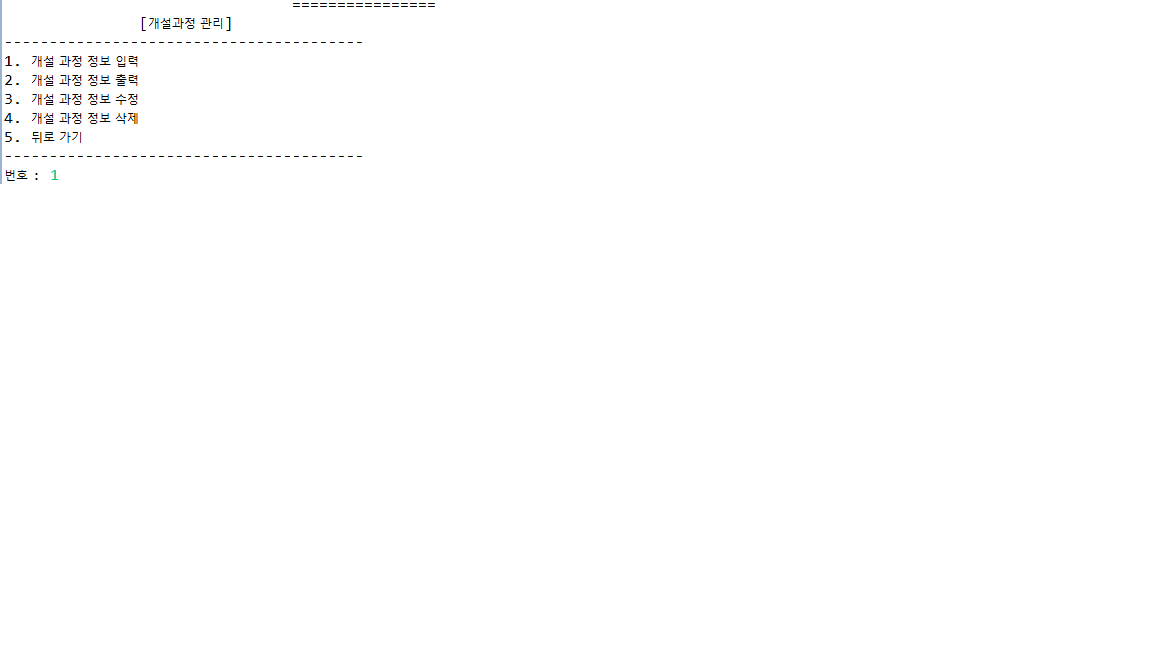 ================
[개설과정 관리]
----------------------------------------
1. 개설 과정 정보 입력
2. 개설 과정 정보 출력
3. 개설 과정 정보 수정
4. 개설 과정 정보 삭제
5. 뒤로 가기
----------------------------------------
번호 : 1